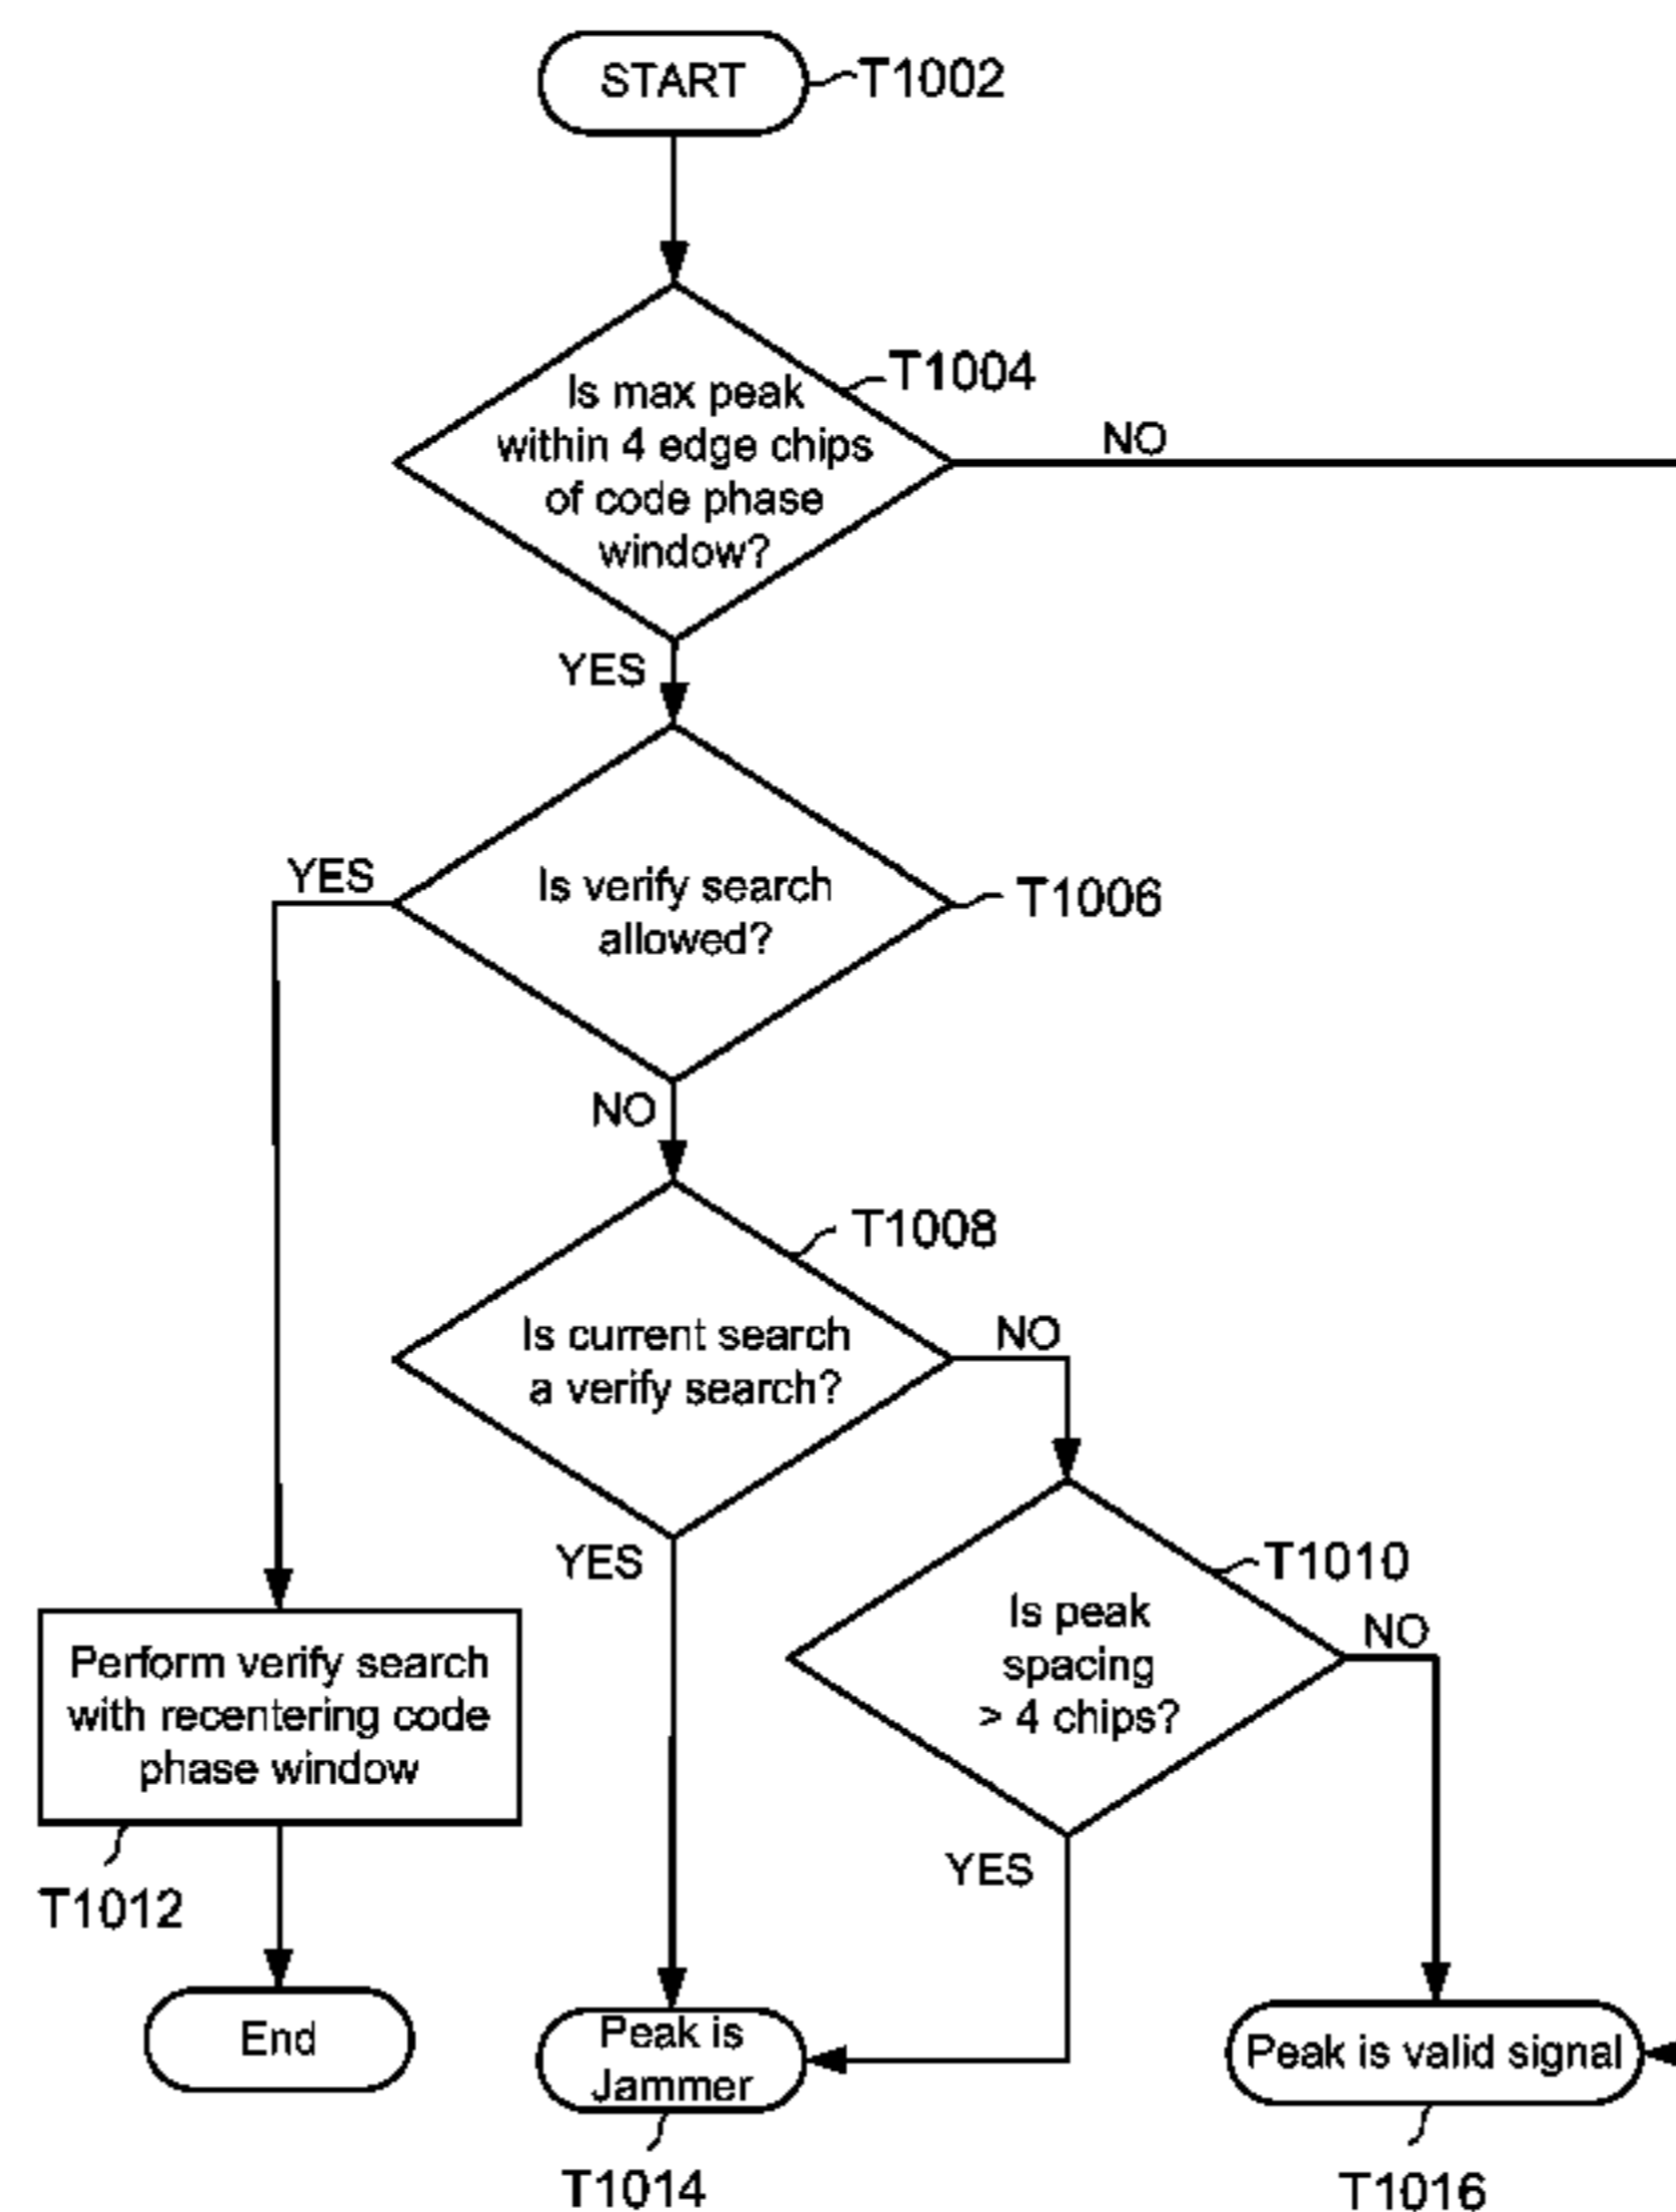 START
T1002
Is max peak
within 4 edge chips
of code phase
window?
T1004
NO
YES
Is verify search
allowed?
T1006
YES
NO
Is current search
a verify search?
T1008
NO
YES
Is peak
spacing
> 4 chips?
T1010
NO
YES
Perform verify search
with recentering code
phase window
T1012
End
Peak is
Jammer
T1014
Peak is valid signal
T1016